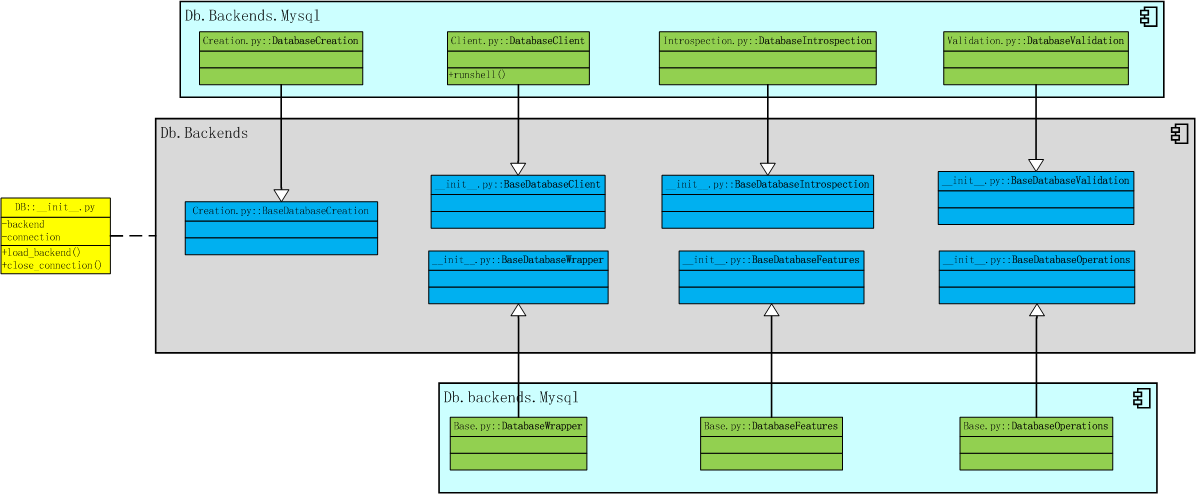 Db.Backends.Mysql
Creation.py::DatabaseCreation
Client.py::DatabaseClient
+runshell()
Introspection.py::DatabaseIntrospection
Validation.py::DatabaseValidation
Db.Backends
DB::__init__.py
-backend
-connection
+load_backend()
+close_connection()
Creation.py::BaseDatabaseCreation
__init__.py::BaseDatabaseClient
__init__.py::BaseDatabaseIntrospection
__init__.py::BaseDatabaseValidation
__init__.py::BaseDatabaseWrapper
__init__.py::BaseDatabaseFeatures
__init__.py::BaseDatabaseOperations
Db.backends.Mysql
Base.py::DatabaseWrapper
Base.py::DatabaseFeatures
Base.py::DatabaseOperations